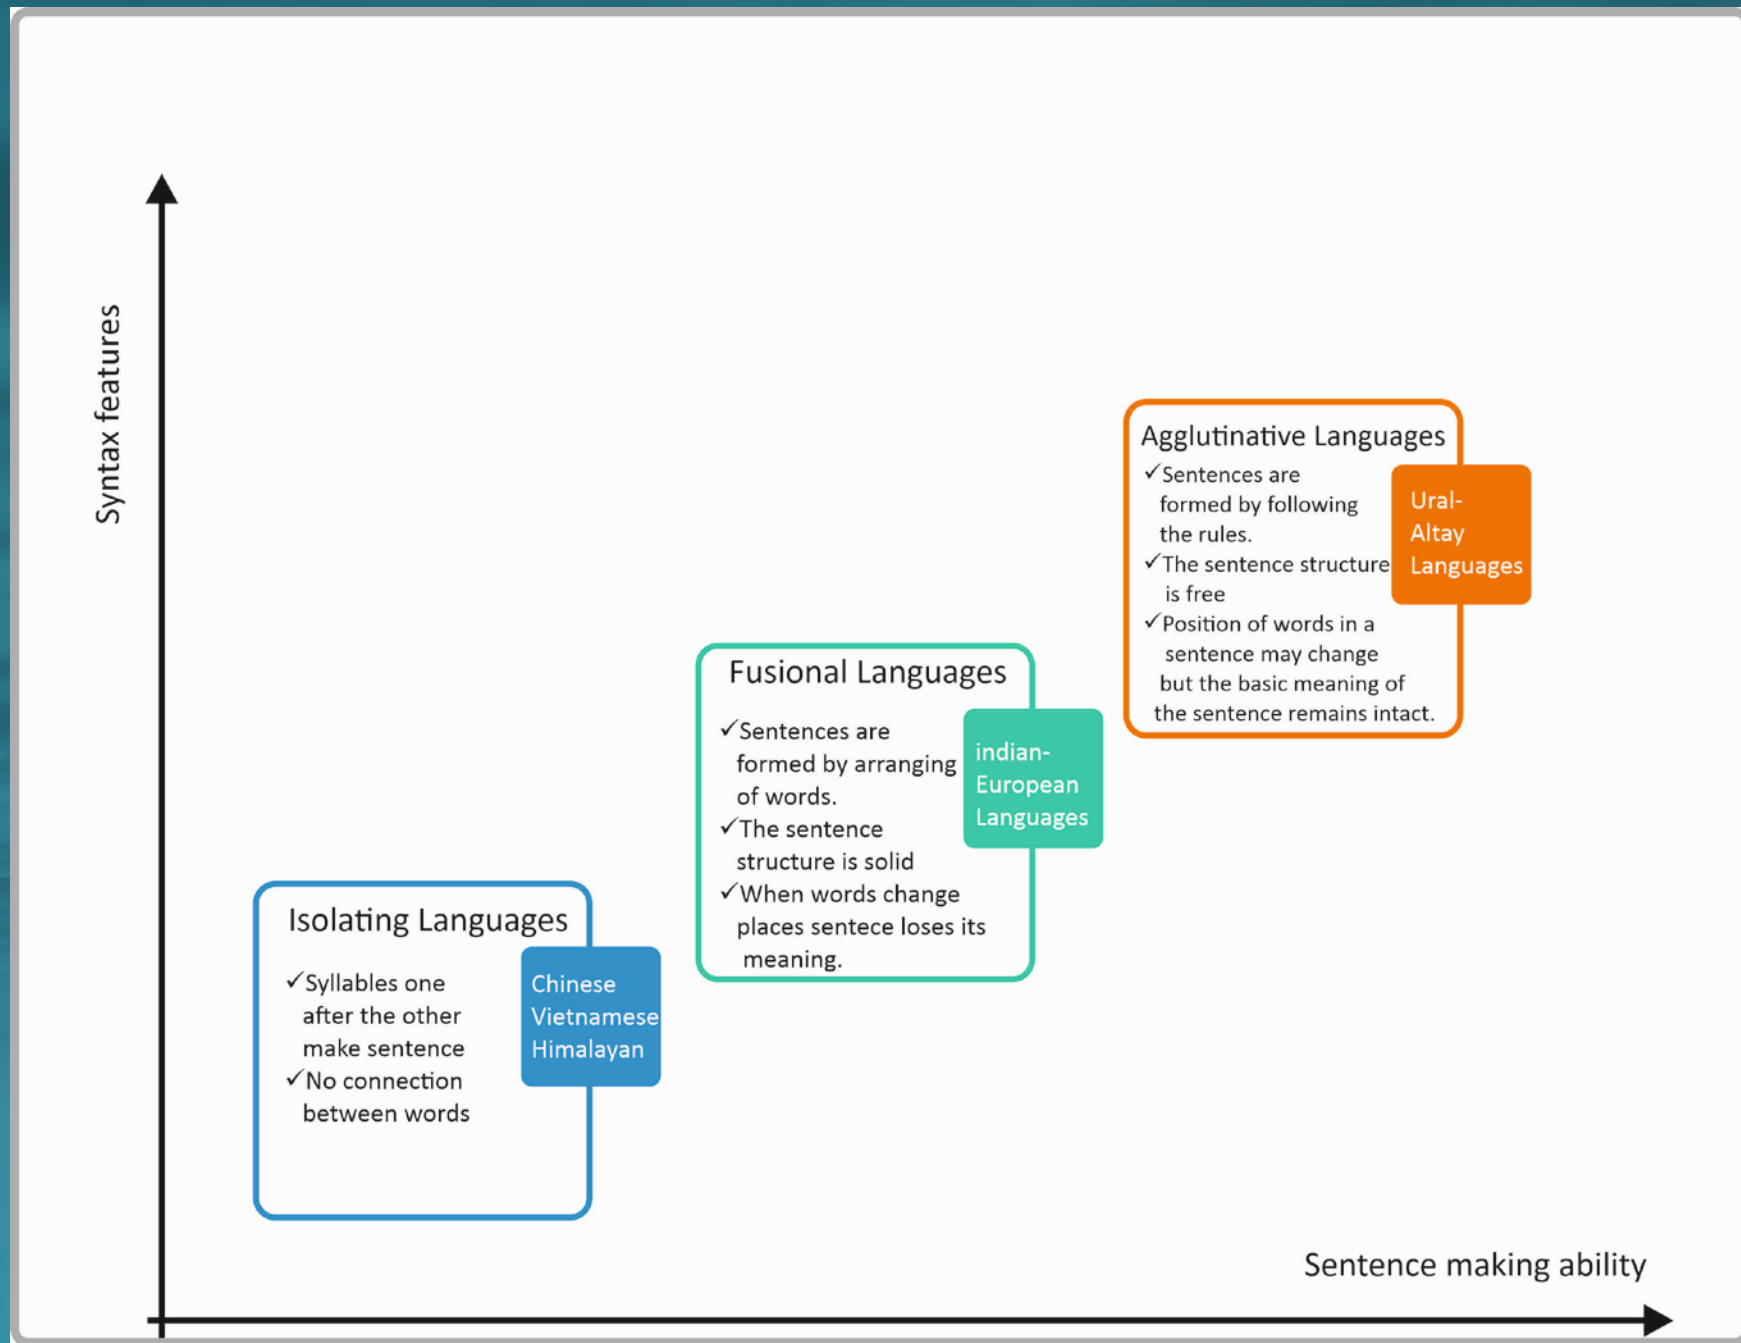 Syntax features
Agglutinative Languages
✓Sentences are
formed by following
the rules.
✓The sentence structure
is free
✓Position of words in a
sentence may change
but the basic meaning of
the sentence remains intact.
Ural-
Altay
Languages
Fusional Languages
✓Sentences are
formed by arranging
of words.
✓The sentence
structure is solid
✓When words change
places sentece loses its
meaning.
indian-
European
Languages
Isolating Languages
✓Syllables one
after the other
make sentence
✓No connection
between words
Chinese
Vietnamese
Himalayan
Sentence making ability